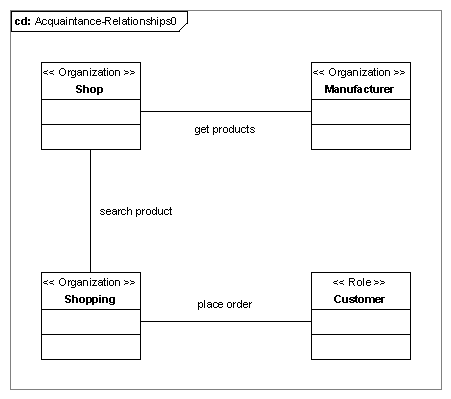 cd: Acquaintance-Relationships0
<< Organization >>
Shop
<< Organization >>
Manufacturer
get products
search product
<< Organization >>
Shopping
<< Role >>
Customer
place order